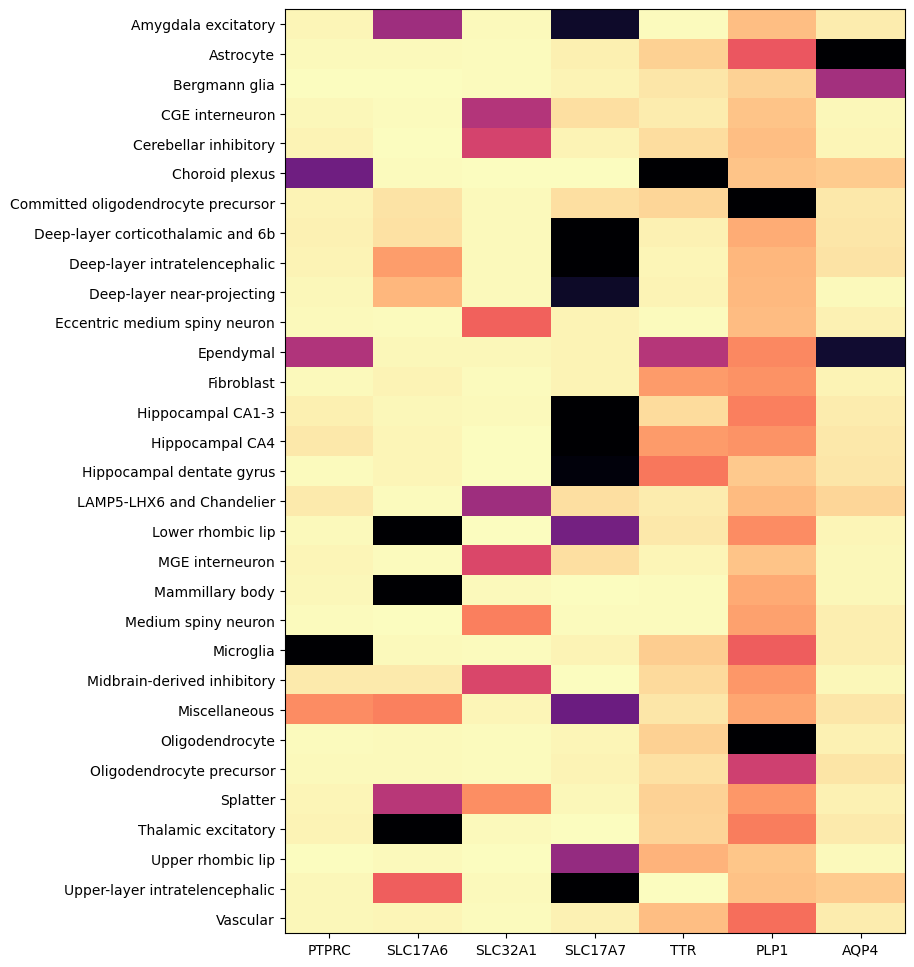 Amygdala excitatory
Astrocyte
Bergmann glia
CGE interneuron
Cerebellar inhibitory
Choroid plexus
Committed oligodendrocyte precursor
Deep-layer corticothalamic and 6b
Deep-layer intratelencephalic
Deep-layer near-projecting
Eccentric medium spiny neuron
Ependymal
Fibroblast
Hippocampal CA1-3
Hippocampal CA4
Hippocampal dentate gyrus
LAMP5-LHX6 and Chandelier
Lower rhombic lip
MGE interneuron
Mammillary body
Medium spiny neuron
Microglia
Midbrain-derived inhibitory
Miscellaneous
Oligodendrocyte
Oligodendrocyte precursor
Splatter
Thalamic excitatory
Upper rhombic lip
Upper-layer intratelencephalic
Vascular
PTPRC SLC17A6 SLC32A1 SLC17A7 TTR PLP1 AQP4